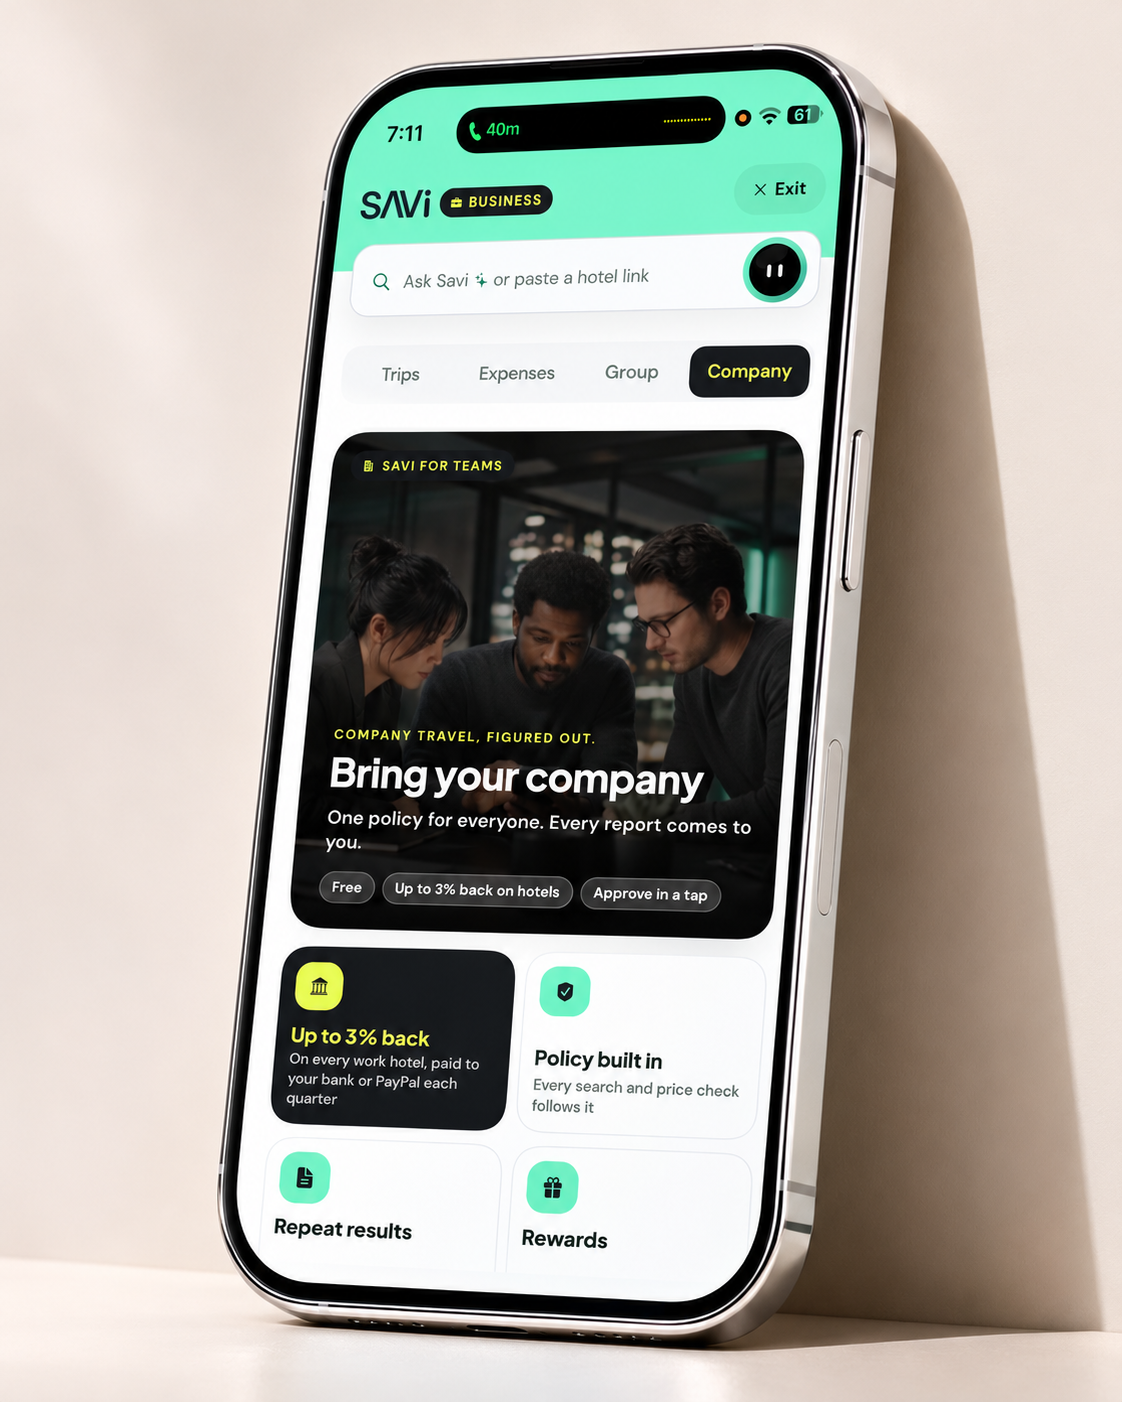 7:11
40m
61
SAVi
BUSINESS
Exit
Ask Savi or paste a hotel link
Trips
Expenses
Group
Company
SAVI FOR TEAMS
COMPANY TRAVEL, FIGURED OUT.
Bring your company
One policy for everyone. Every report comes to
you.
Free
Up to 3% back on hotels
Approve in a tap
Up to 3% back
On every work hotel, paid to
your bank or PayPal each
quarter
Policy built in
Every search and price check
follows it
Repeat results
Rewards